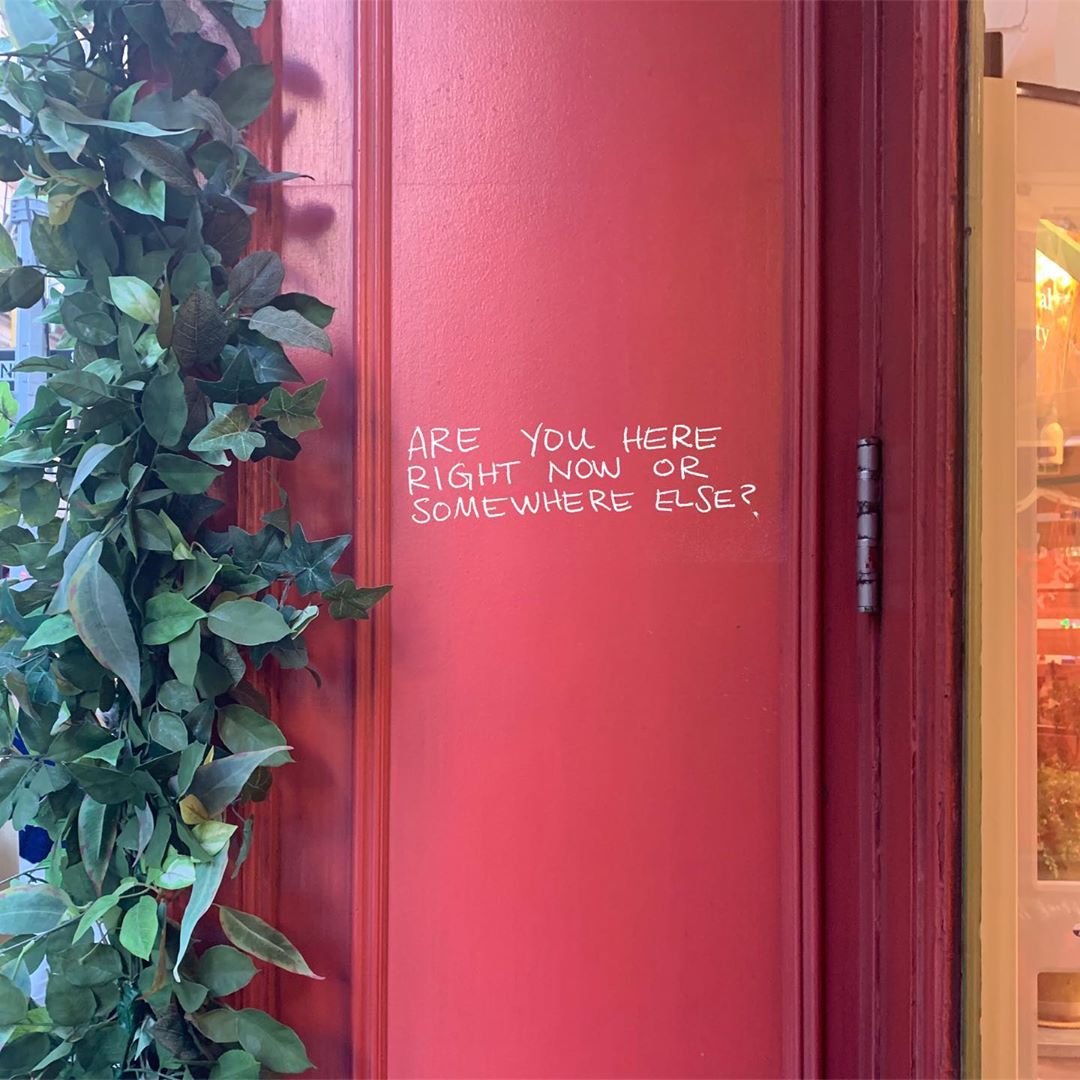 ARE YOU HERE
RIGHT NOW OR
SOMEWHERE ELSE?